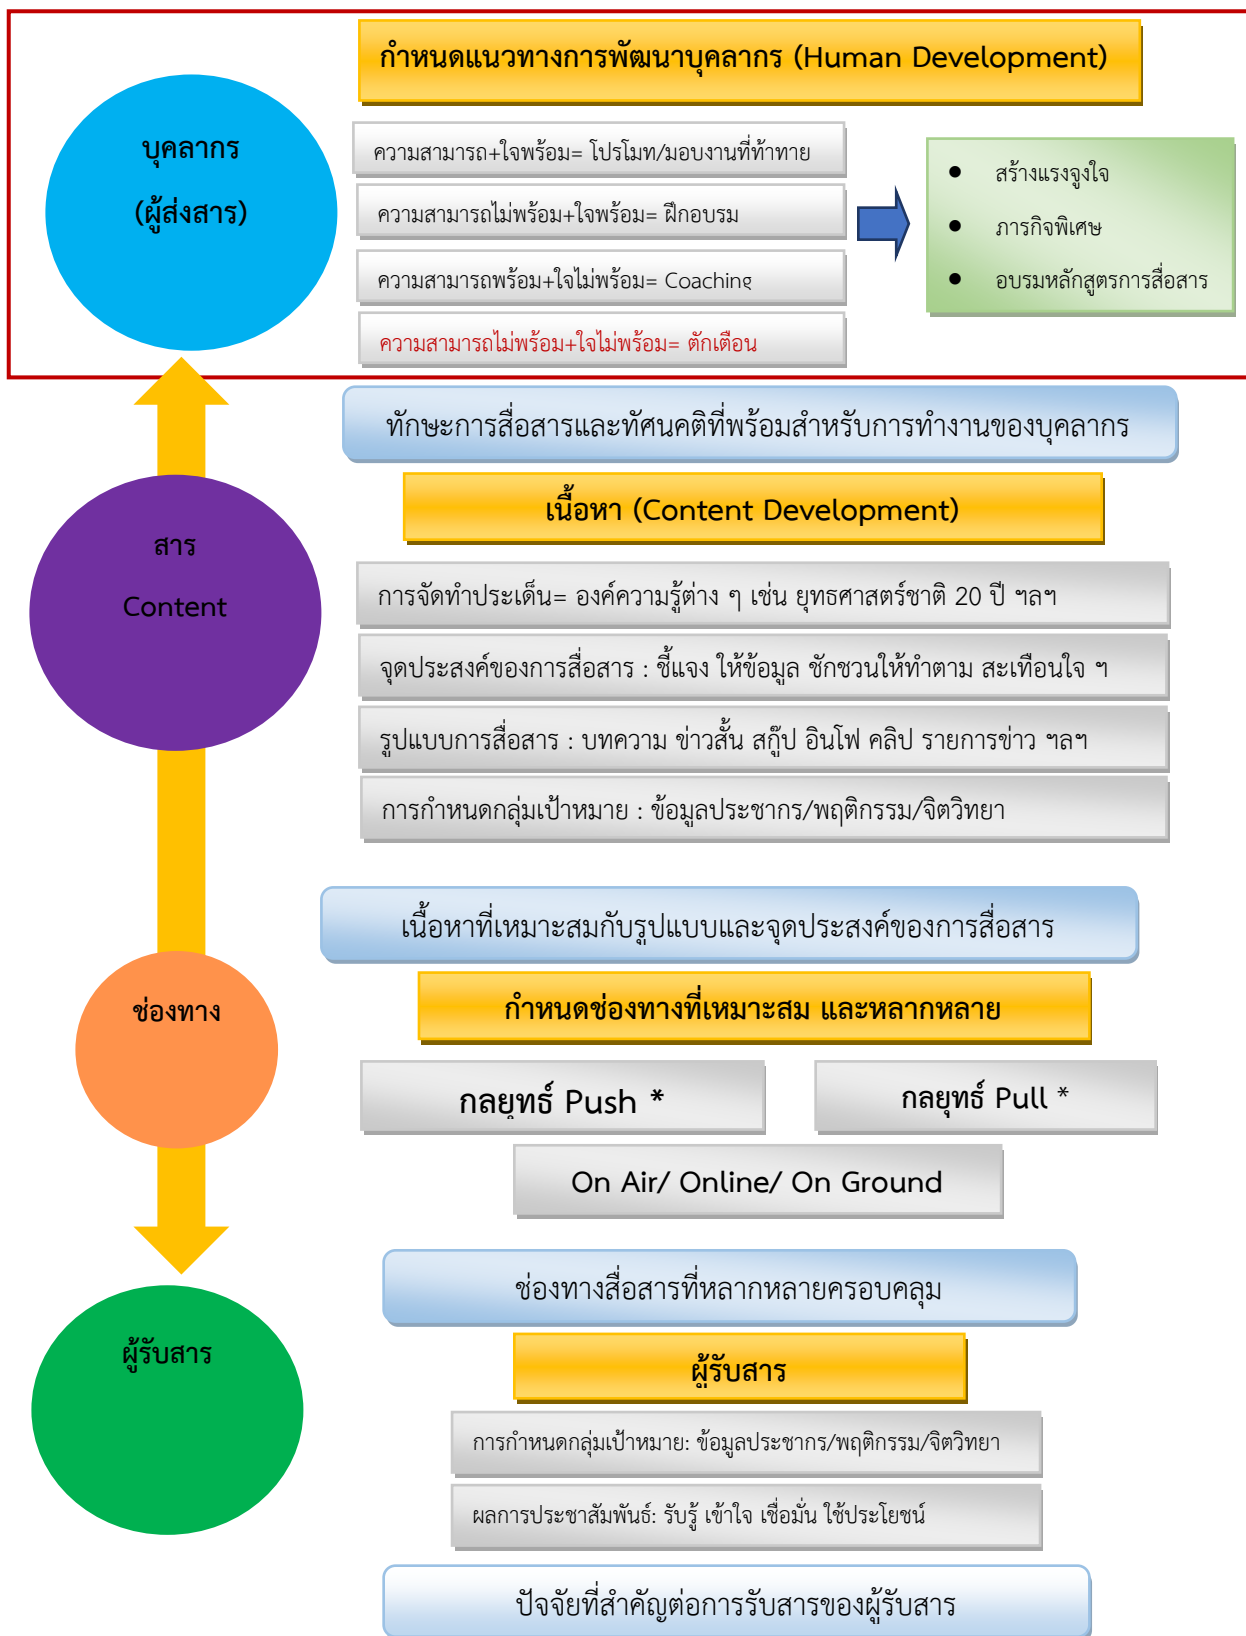 กำหนดแนวทางการพัฒนาบุคลากร (Human Development)
บุคลากร
(ผู้ส่งสาร)
ความสามารถ+ใจพร้อม= โปรโมท/มอบงานที่ท้าทาย
ความสามารถไม่พร้อม+ใจพร้อม= ฝึกอบรม
ความสามารถพร้อม+ใจไม่พร้อม= Coaching
ความสามารถไม่พร้อม+ใจไม่พร้อม= ตักเตือน
● สร้างแรงจูงใจ
● ภารกิจพิเศษ
● อบรมหลักสูตรการสื่อสาร
ทักษะการสื่อสารและทัศนคติที่พร้อมสำหรับการทำงานของบุคลากร
สาร
Content
เนื้อหา (Content Development)
การจัดทำประเด็น= องค์ความรู้ต่าง ๆ เช่น ยุทธศาสตร์ชาติ 20 ปี ฯลฯ
จุดประสงค์ของการสื่อสาร : ชี้แจง ให้ข้อมูล ชักชวนให้ทำตาม สะเทือนใจ ฯ
รูปแบบการสื่อสาร : บทความ ข่าวสั้น สกู๊ป อินโฟ คลิป รายการข่าว ฯลฯ
การกำหนดกลุ่มเป้าหมาย : ข้อมูลประชากร/พฤติกรรม/จิตวิทยา
เนื้อหาที่เหมาะสมกับรูปแบบและจุดประสงค์ของการสื่อสาร
ช่องทาง
กำหนดช่องทางที่เหมาะสม และหลากหลาย
กลยุทธ์ Push *
กลยุทธ์ Pull *
On Air/ Online/ On Ground
ช่องทางสื่อสารที่หลากหลายครอบคลุม
ผู้รับสาร
ผู้รับสาร
การกำหนดกลุ่มเป้าหมาย: ข้อมูลประชากร/พฤติกรรม/จิตวิทยา
ผลการประชาสัมพันธ์: รับรู้ เข้าใจ เชื่อมั่น ใช้ประโยชน์
ปัจจัยที่สำคัญต่อการรับสารของผู้รับสาร